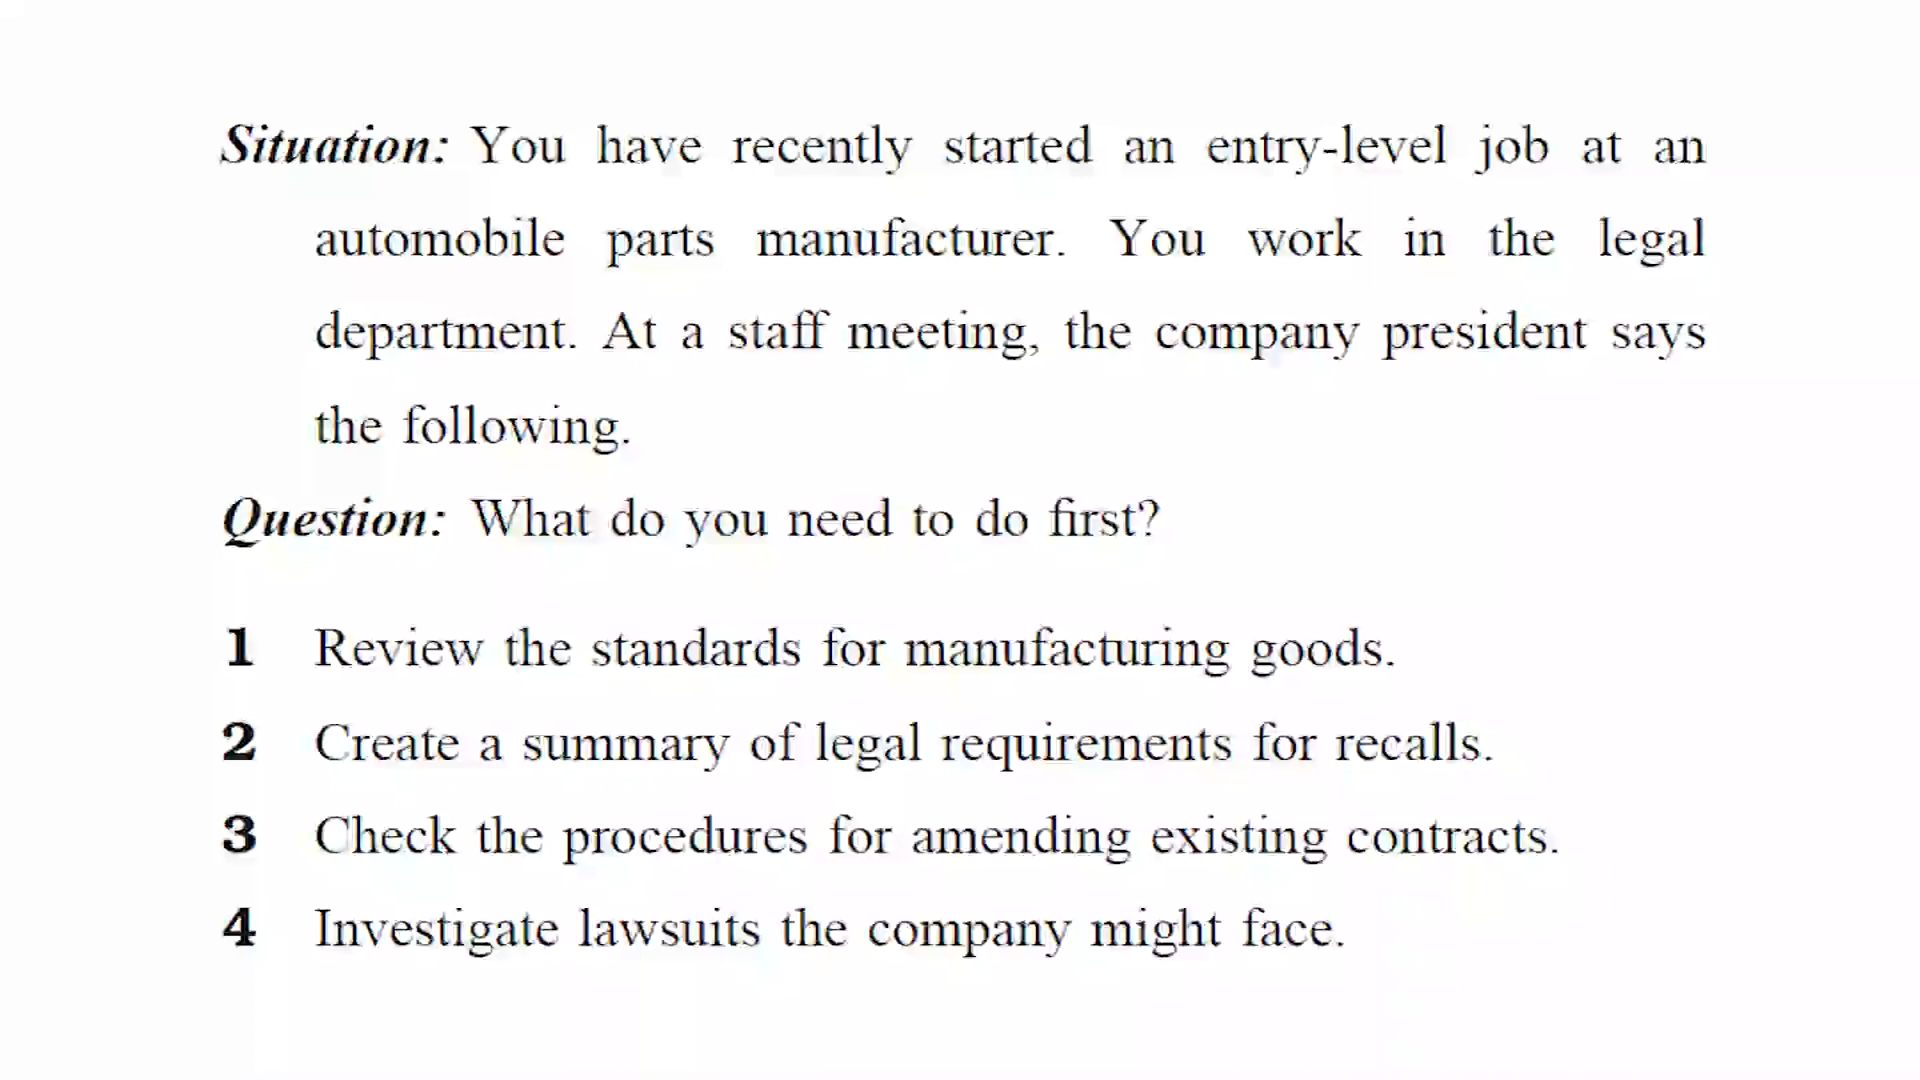 Situation: You have recently started an entry-level job at an
automobile parts manufacturer. You work in the legal
department. At a staff meeting, the company president says
the following.
Question: What do you need to do first?
1 Review the standards for manufacturing goods.
2 Create a summary of legal requirements for recalls.
3 Check the procedures for amending existing contracts.
4 Investigate lawsuits the company might face.